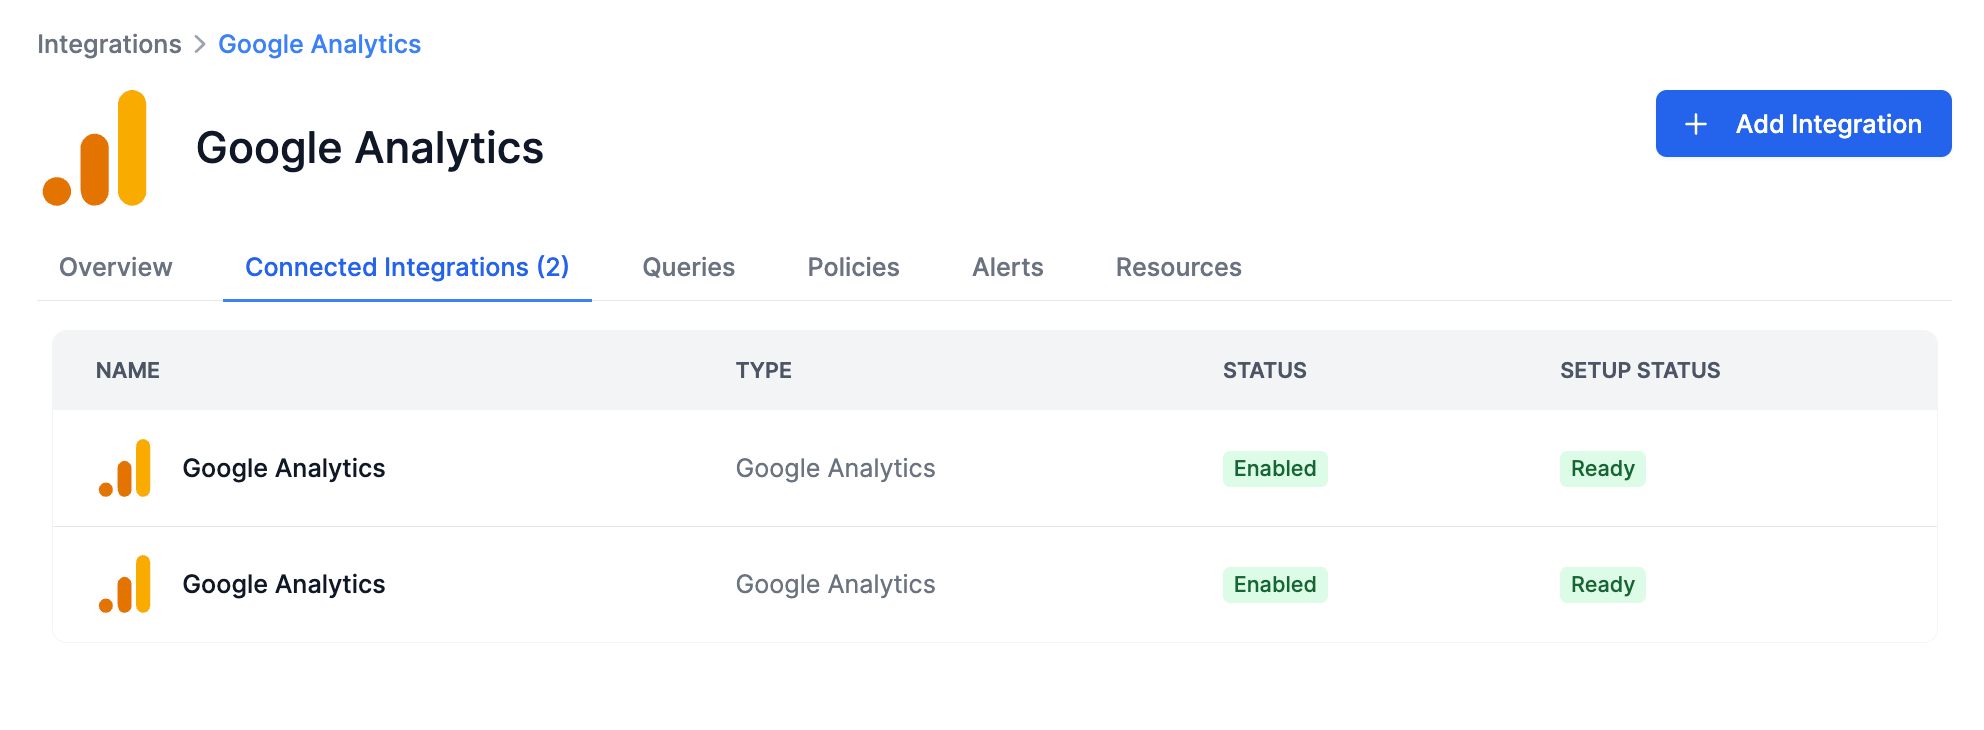 Integrations > Google Analytics
Google Analytics
+ Add Integration
Overview Connected Integrations (2) Queries Policies Alerts Resources
NAME TYPE STATUS SETUP STATUS
Google Analytics Google Analytics Enabled Ready
Google Analytics Google Analytics Enabled Ready